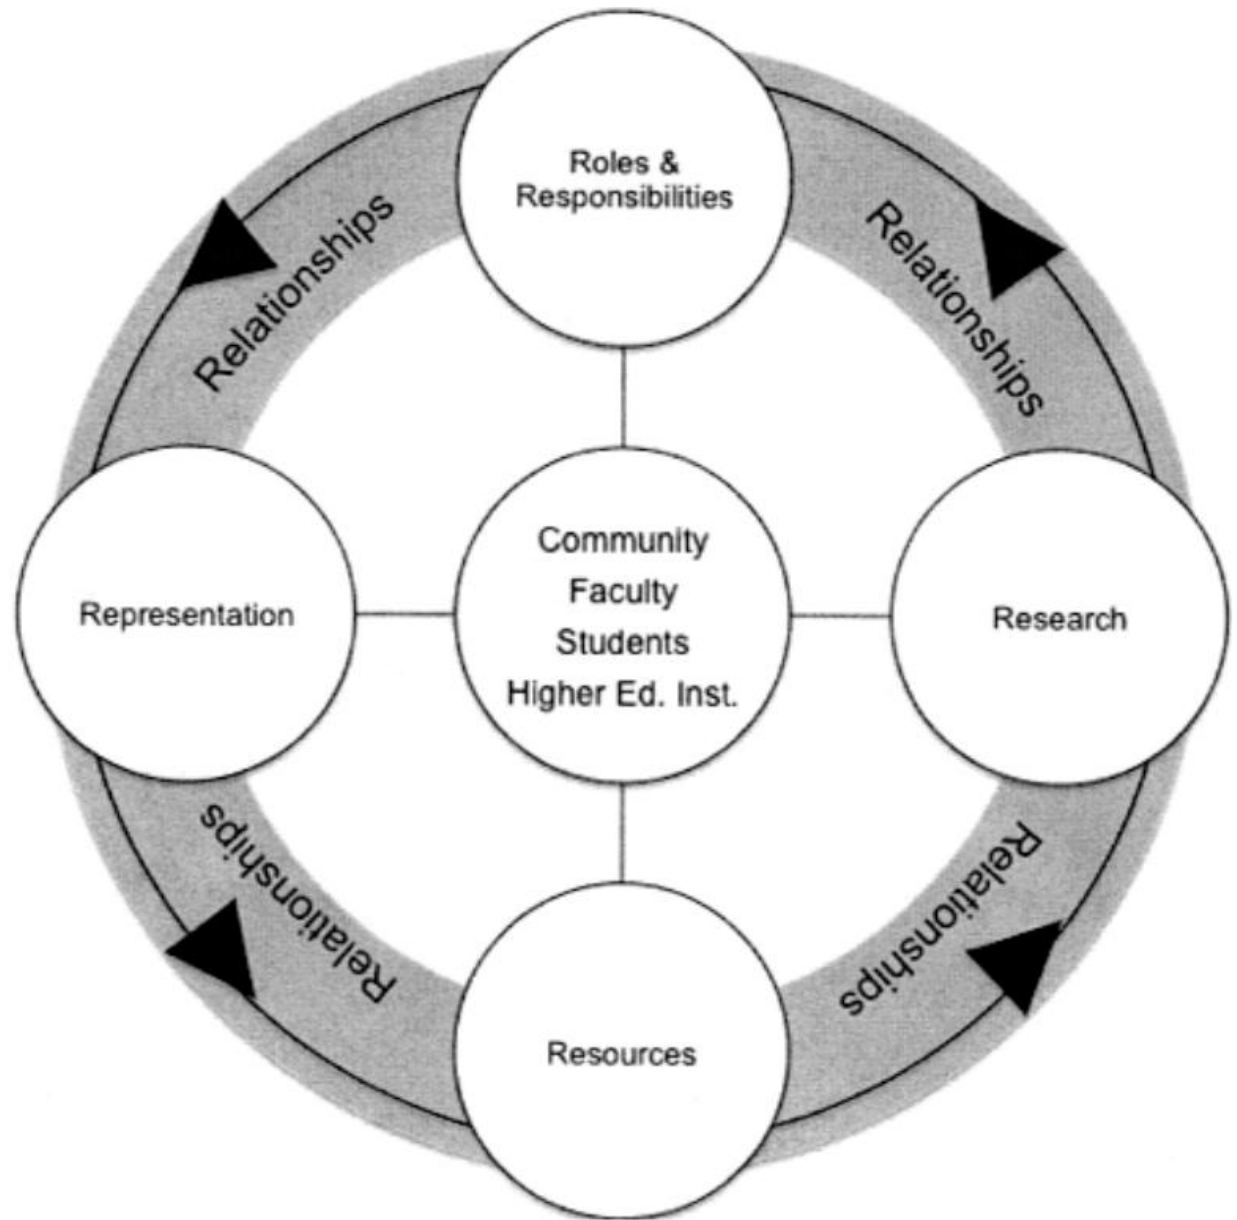 Roles &
Responsibilities
Relationships
Relationships
Representation
Community
Faculty
Students
Higher Ed. Inst.
Research
Relationships
Relationships
Resources